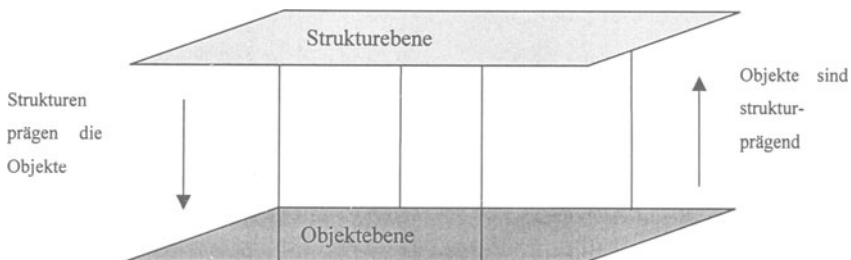 Strukturebene
Strukturen
prägen die
Objekte
Objekte sind
struktur-
prägend
Objektebene